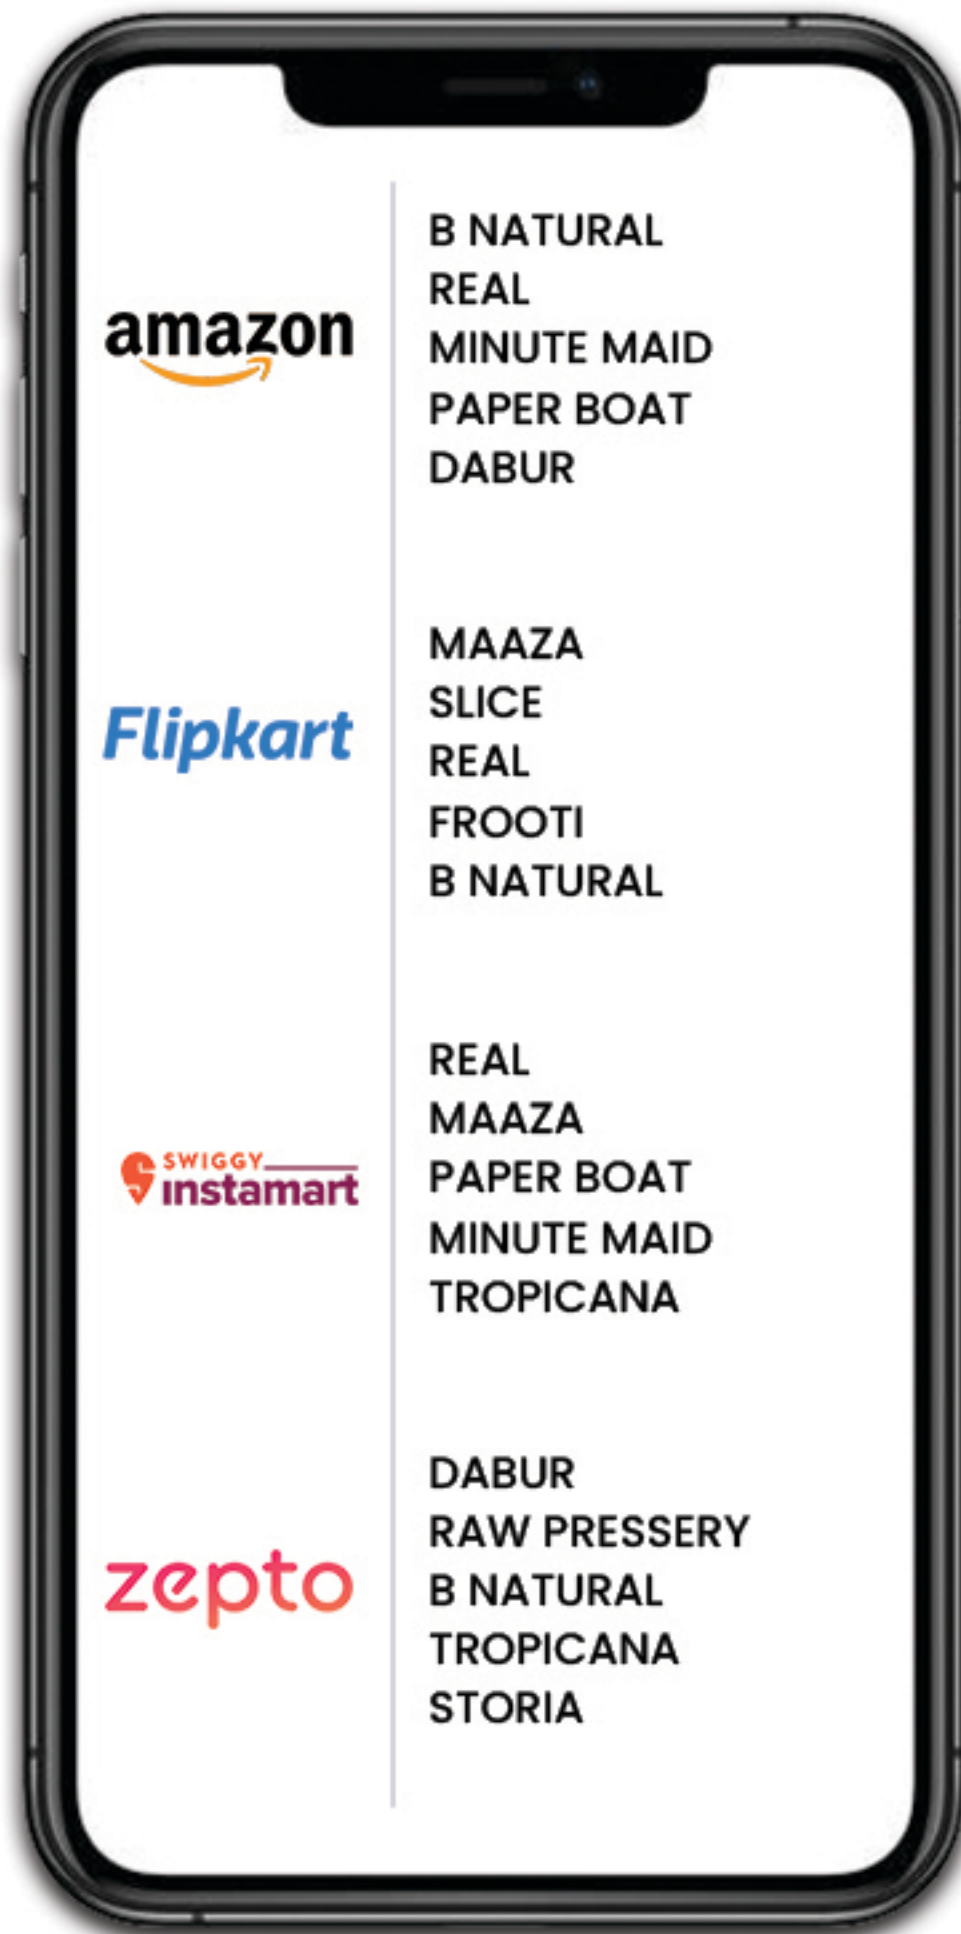 amazon
B NATURAL
REAL
MINUTE MAID
PAPER BOAT
DABUR
Flipkart
MAAZA
SLICE
REAL
FROOTI
B NATURAL
SWIGGY
instamart
REAL
MAAZA
PAPER BOAT
MINUTE MAID
TROPICANA
zepto
DABUR
RAW PRESSERY
B NATURAL
TROPICANA
STORIA